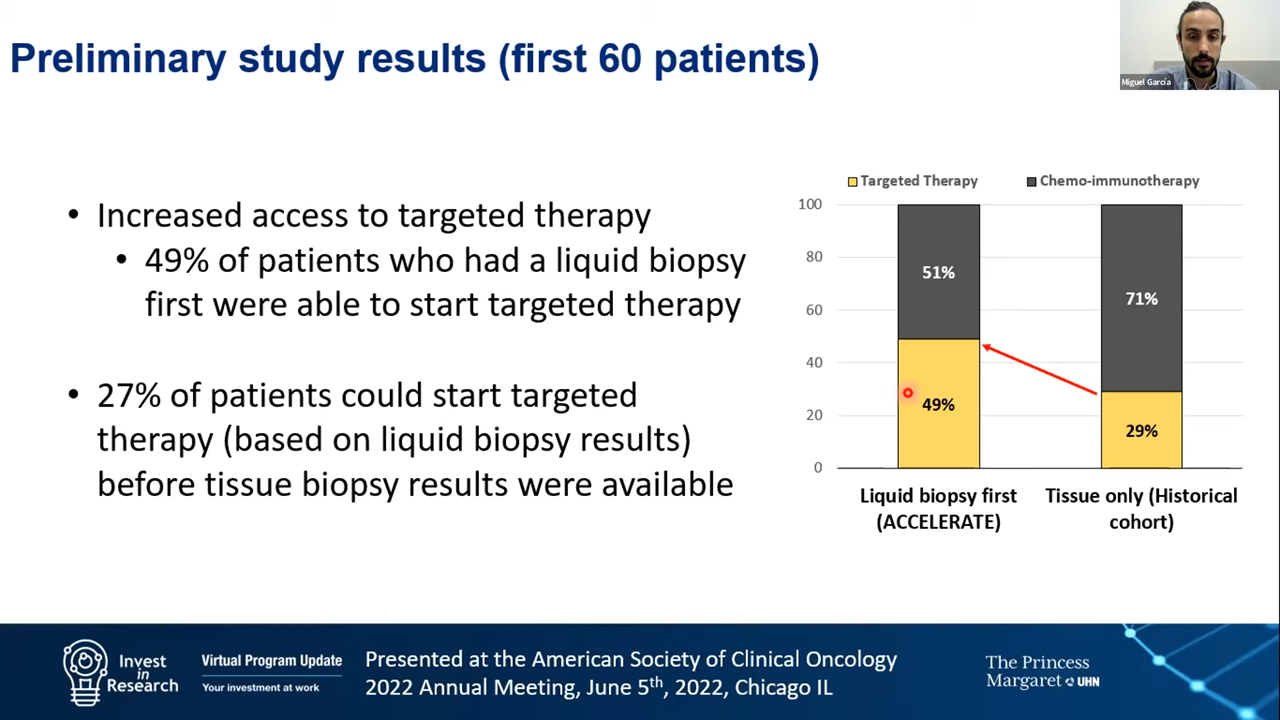 Preliminary study results (first 60 patients)
Miguel García
• Increased access to targeted therapy
• 49% of patients who had a liquid biopsy
first were able to start targeted therapy
• 27% of patients could start targeted
therapy (based on liquid biopsy results)
before tissue biopsy results were available
Targeted Therapy
Chemo-immunotherapy
100
80
60
40
20
0
51%
49%
71%
29%
Liquid biopsy first
(ACCELERATE)
Tissue only (Historical
cohort)
Invest
in
Research
Virtual Program Update
Your investment at work
Presented at the American Society of Clinical Oncology
2022 Annual Meeting, June 5th, 2022, Chicago IL
The Princess
Margaret UHN